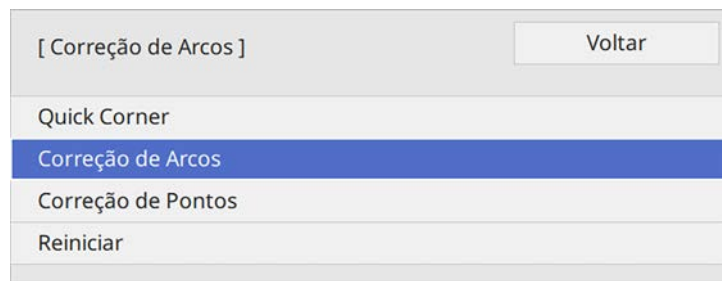 [ Correção de Arcos ]
Voltar
Quick Corner
Correção de Arcos
Correção de Pontos
Reiniciar